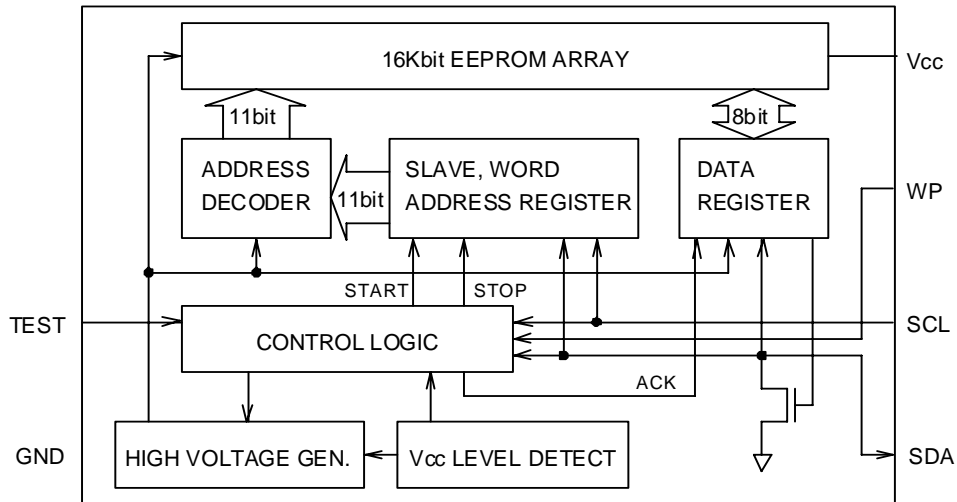 16Kbit EEPROM ARRAY
Vcc
11bit
8bit
ADDRESS
DECODER
11bit
SLAVE, WORD
ADDRESS REGISTER
DATA
REGISTER
WP
START
STOP
TEST
CONTROL LOGIC
SCL
ACK
GND
HIGH VOLTAGE GEN.
Vcc LEVEL DETECT
SDA